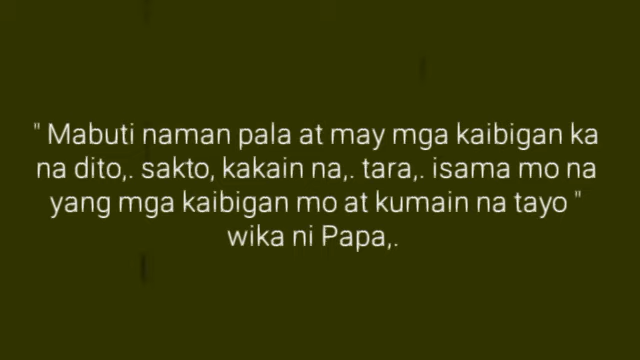 " Mabuti naman pala at may mga kaibigan ka
na dito,. sakto, kakain na,. tara,. isama mo na
yang mga kaibigan mo at kumain na tayo "
wika ni Papa,.